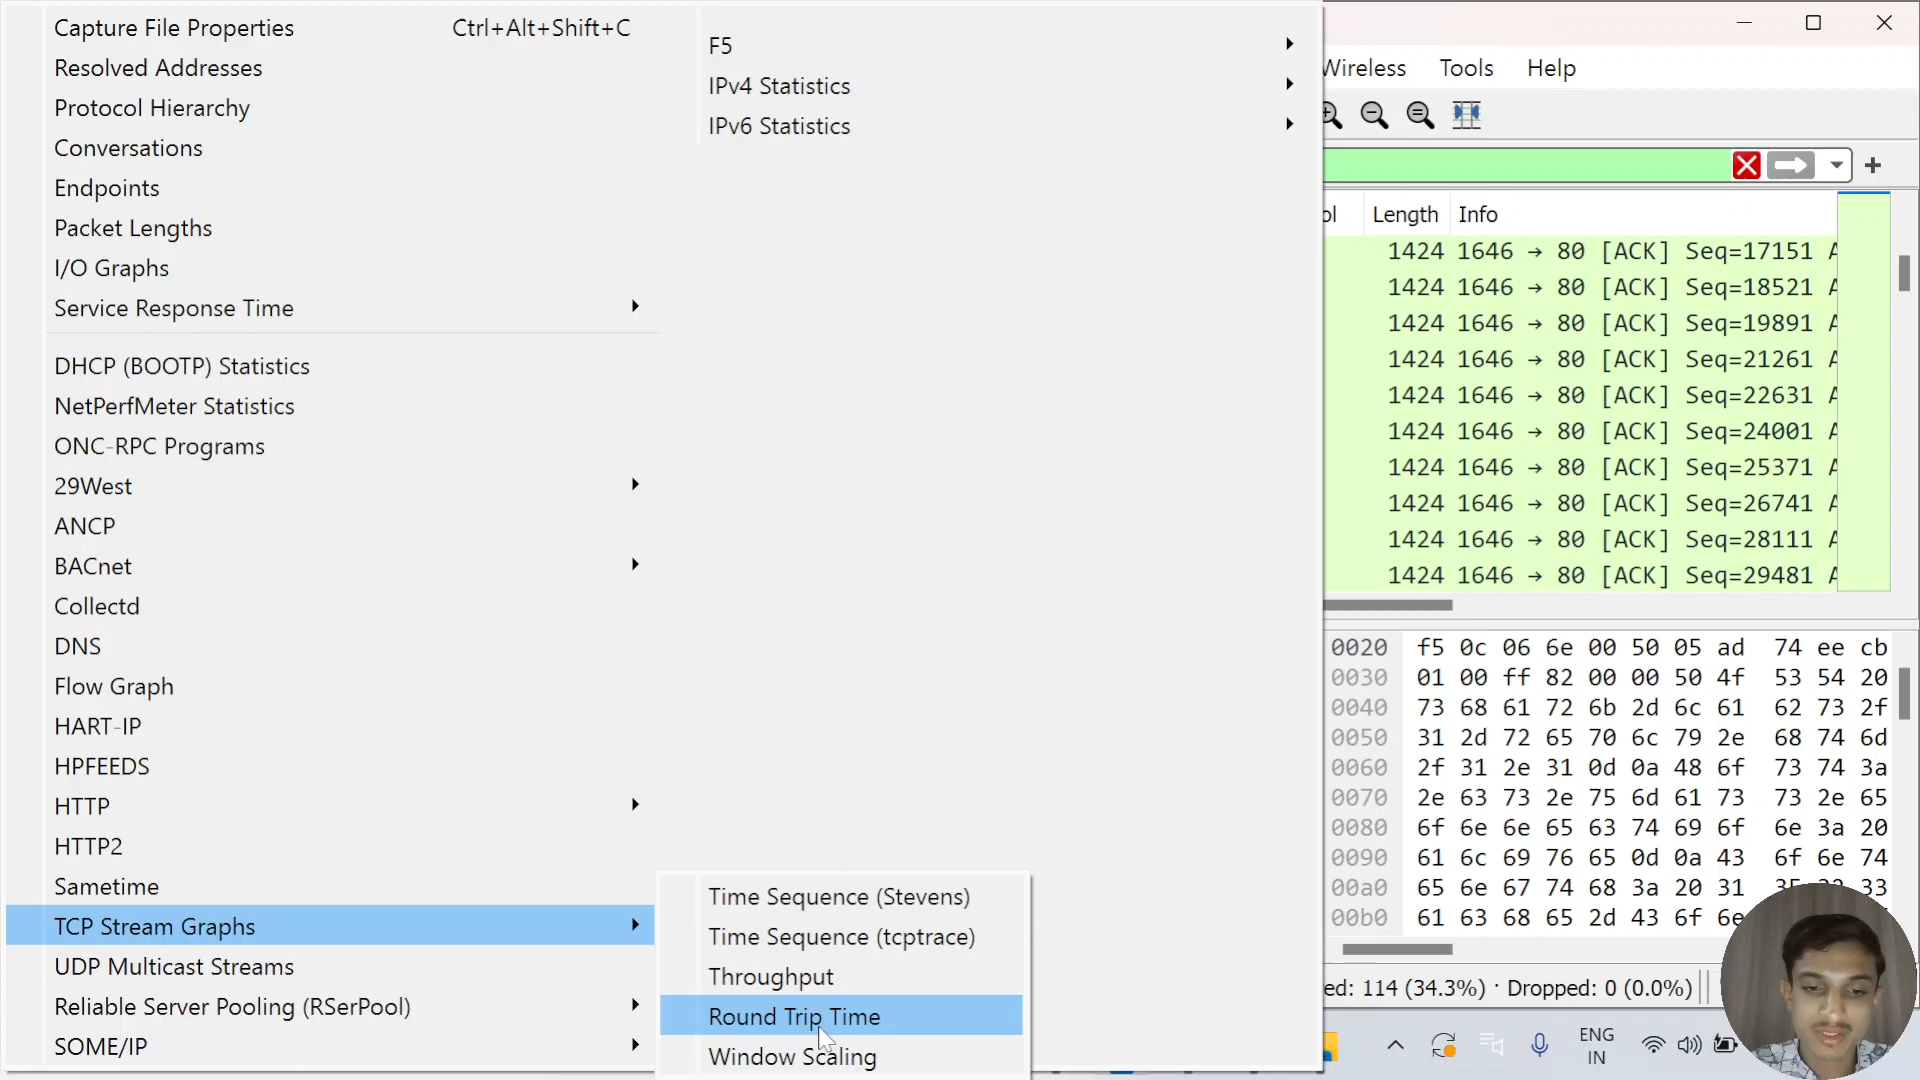 Capture File Properties Ctrl+Alt+Shift+C
Resolved Addresses
Protocol Hierarchy
Conversations
Endpoints
Packet Lengths
I/O Graphs
Service Response Time
DHCP (BOOTP) Statistics
NetPerfMeter Statistics
ONC-RPC Programs
29West
ANCP
BACnet
Collectd
DNS
Flow Graph
HART-IP
HPFEEDS
HTTP
HTTP2
Sametime
TCP Stream Graphs
UDP Multicast Streams
Reliable Server Pooling (RSerPool)
SOME/IP
F5
IPv4 Statistics
IPv6 Statistics
Time Sequence (Stevens)
Time Sequence (tcptrace)
Throughput
Round Trip Time
Window Scaling
Wireless Tools Help
ol Length Info
1424 1646 → 80 [ACK] Seq=17151 A
1424 1646 → 80 [ACK] Seq=18521 A
1424 1646 → 80 [ACK] Seq=19891 A
1424 1646 → 80 [ACK] Seq=21261 A
1424 1646 → 80 [ACK] Seq=22631 A
1424 1646 → 80 [ACK] Seq=24001 A
1424 1646 → 80 [ACK] Seq=25371 A
1424 1646 → 80 [ACK] Seq=26741 A
1424 1646 → 80 [ACK] Seq=28111 A
1424 1646 → 80 [ACK] Seq=29481 A
0020 f5 0c 06 6e 00 50 05 ad 74 ee cb
0030 01 00 ff 82 00 00 50 4f 53 54 20
0040 73 68 61 72 6b 2d 6c 61 62 73 2f
0050 31 2d 72 65 70 6c 79 2e 68 74 6d
0060 2f 31 2e 31 0d 0a 48 6f 73 74 3a
0070 2e 63 73 2e 75 6d 61 73 73 2e 65
0080 6f 6e 6e 65 63 74 69 6f 6e 3a 20
0090 61 6c 69 76 65 0d 0a 43 6f 6e 74
00a0 65 6e 67 74 68 3a 20 31 33
00b0 61 63 68 65 2d 43 6f 6e
ed: 114 (34.3%) · Dropped: 0 (0.0%)
ENG
IN